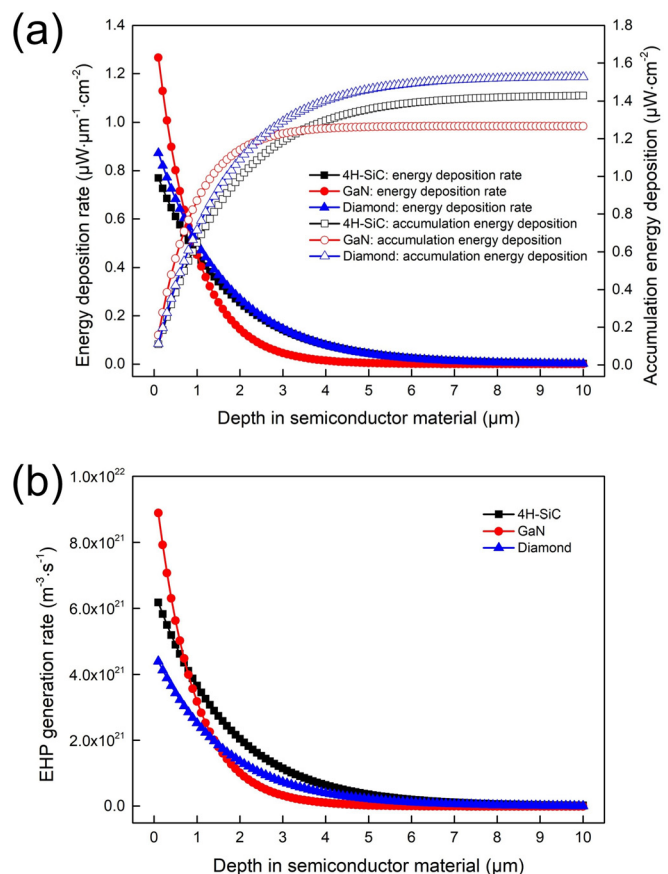 (a)
Energy deposition rate (μW·μm⁻¹·cm⁻²)
1.4
1.2
1.0
0.8
0.6
0.4
0.2
0.0
1.8
1.6
1.4
1.2
1.0
0.8
0.6
0.4
0.2
0.0
Accumulation energy deposition (μW·cm⁻²)
4H-SiC: energy deposition rate
GaN: energy deposition rate
Diamond: energy deposition rate
4H-SiC: accumulation energy deposition
GaN: accumulation energy deposition
Diamond: accumulation energy deposition
0 1 2 3 4 5 6 7 8 9 10
Depth in semiconductor material (μm)
(b)
EHP generation rate (m⁻³·s⁻¹)
1.0x10²²
8.0x10²¹
6.0x10²¹
4.0x10²¹
2.0x10²¹
0.0
4H-SiC
GaN
Diamond
0 1 2 3 4 5 6 7 8 9 10
Depth in semiconductor material (μm)